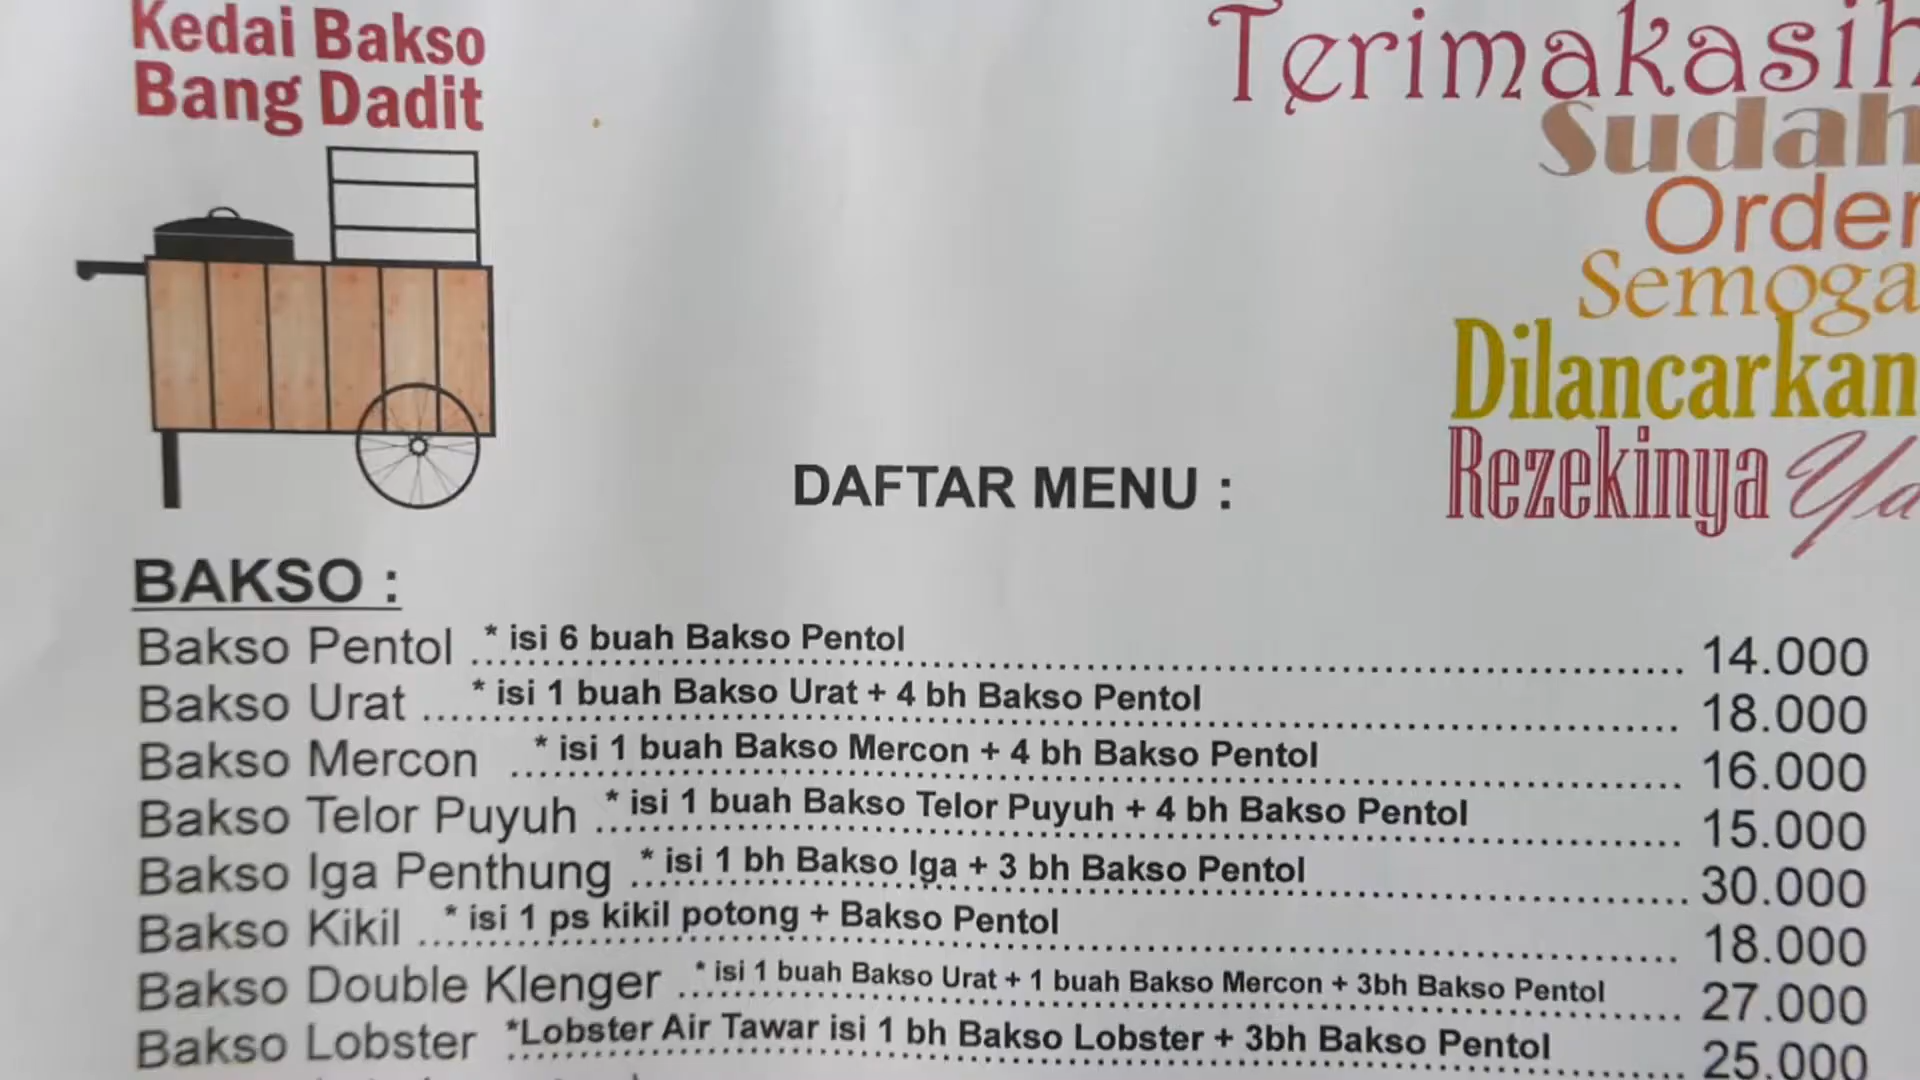 Kedai Bakso
Bang Dadit
Terimakasih
Sudah
Order
Semoga
Dilancarkan
Rezekinya Ya
DAFTAR MENU :
BAKSO :
Bakso Pentol * isi 6 buah Bakso Pentol 14.000
Bakso Urat * isi 1 buah Bakso Urat + 4 bh Bakso Pentol 18.000
Bakso Mercon * isi 1 buah Bakso Mercon + 4 bh Bakso Pentol 16.000
Bakso Telor Puyuh * isi 1 buah Bakso Telor Puyuh + 4 bh Bakso Pentol 15.000
Bakso Iga Penthung * isi 1 bh Bakso Iga + 3 bh Bakso Pentol 30.000
Bakso Kikil * isi 1 ps kikil potong + Bakso Pentol 18.000
Bakso Double Klenger * isi 1 buah Bakso Urat + 1 buah Bakso Mercon + 3bh Bakso Pentol 27.000
Bakso Lobster *Lobster Air Tawar isi 1 bh Bakso Lobster + 3bh Bakso Pentol 25.000